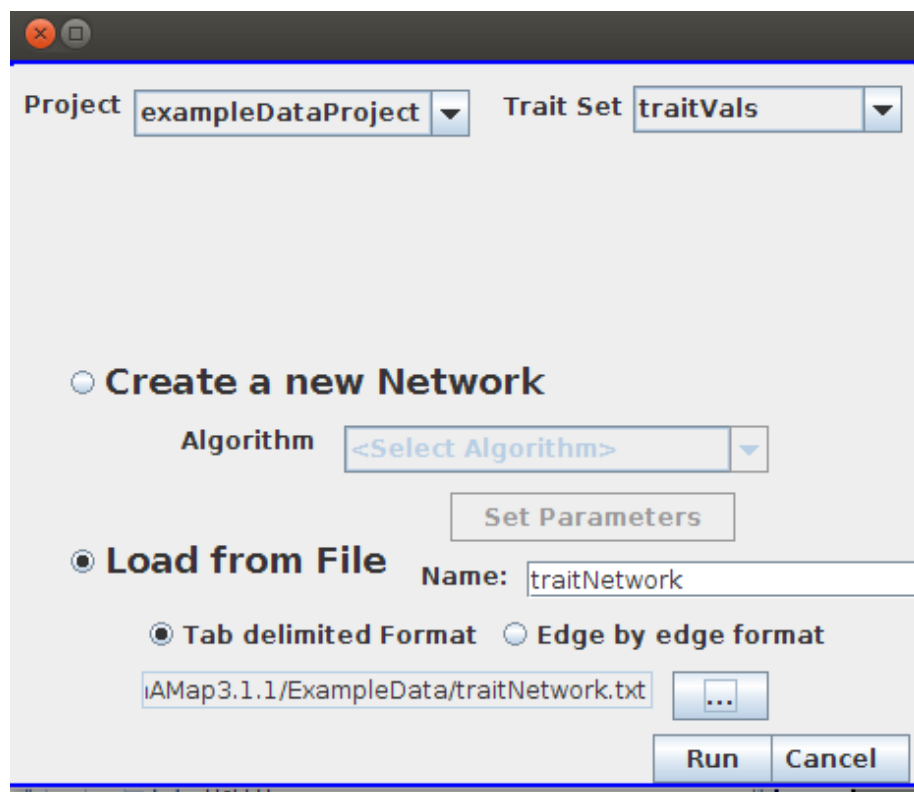 Project exampleDataProject Trait Set traitVals
Create a new Network
Algorithm <Select Algorithm>
Set Parameters
Load from File Name: traitNetwork
Tab delimited Format Edge by edge format
AMap3.1.1/ExampleData/traitNetwork.txt ...
Run Cancel